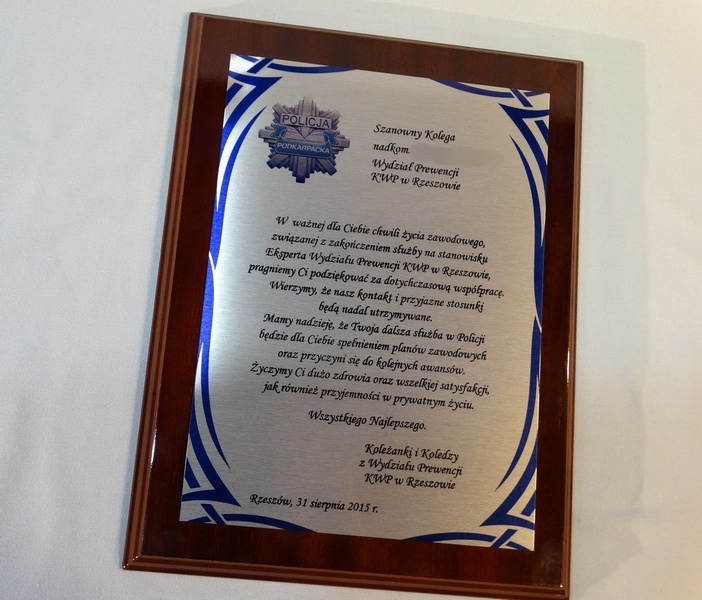 POLICJA
PODKARPACKA
Szanowny Kolega
nadkom.
Wydział Prewencji
KWP w Rzeszowie
W ważnej dla Ciebie chwili życia zawodowego,
związanej z zakończeniem służby na stanowisku
Eksperta Wydziału Prewencji KWP w Rzeszowie,
pragniemy Ci podziękować za dotychczasową współpracę.
Wierzymy, że nasz kontakt i przyjazne stosunki
będą nadal utrzymywane.
Mamy nadzieję, że Twoja dalsza służba w Policji
będzie dla Ciebie spełnieniem planów zawodowych
oraz przyczyni się do kolejnych awansów.
Życzymy Ci dużo zdrowia oraz wszelkiej satysfakcji,
jak również przyjemności w prywatnym życiu.
Wszystkiego Najlepszego.
Koleżanki i Koledzy
z Wydziału Prewencji
KWP w Rzeszowie
Rzeszów, 31 sierpnia 2015 r.